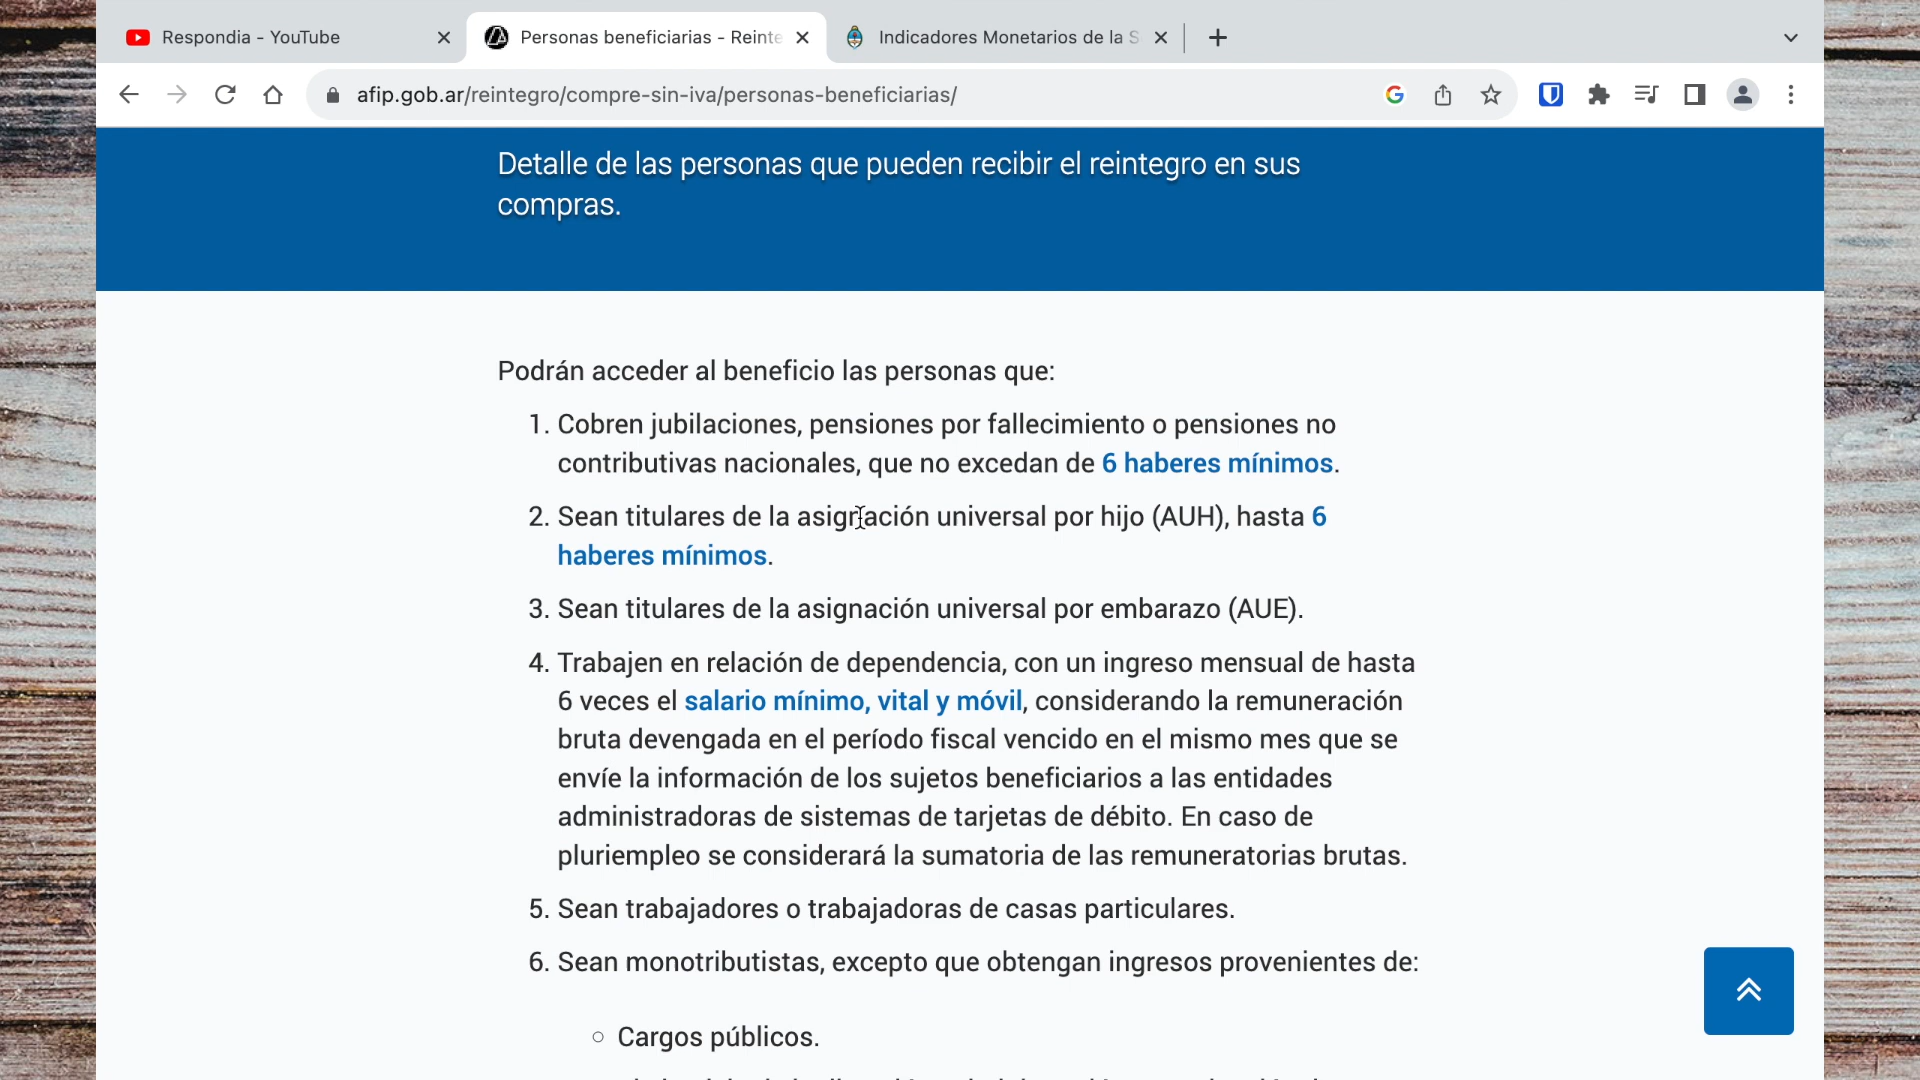 Respondia - YouTube
Personas beneficiarias - Reinte
Indicadores Monetarios de la S
afip.gob.ar/reintegro/compre-sin-iva/personas-beneficiarias/
Detalle de las personas que pueden recibir el reintegro en sus
compras.
Podrán acceder al beneficio las personas que:
1. Cobren jubilaciones, pensiones por fallecimiento o pensiones no
contributivas nacionales, que no excedan de 6 haberes mínimos.
2. Sean titulares de la asignación universal por hijo (AUH), hasta 6
haberes mínimos.
3. Sean titulares de la asignación universal por embarazo (AUE).
4. Trabajen en relación de dependencia, con un ingreso mensual de hasta
6 veces el salario mínimo, vital y móvil, considerando la remuneración
bruta devengada en el período fiscal vencido en el mismo mes que se
envíe la información de los sujetos beneficiarios a las entidades
administradoras de sistemas de tarjetas de débito. En caso de
pluriempleo se considerará la sumatoria de las remuneratorias brutas.
5. Sean trabajadores o trabajadoras de casas particulares.
6. Sean monotributistas, excepto que obtengan ingresos provenientes de:
○ Cargos públicos.